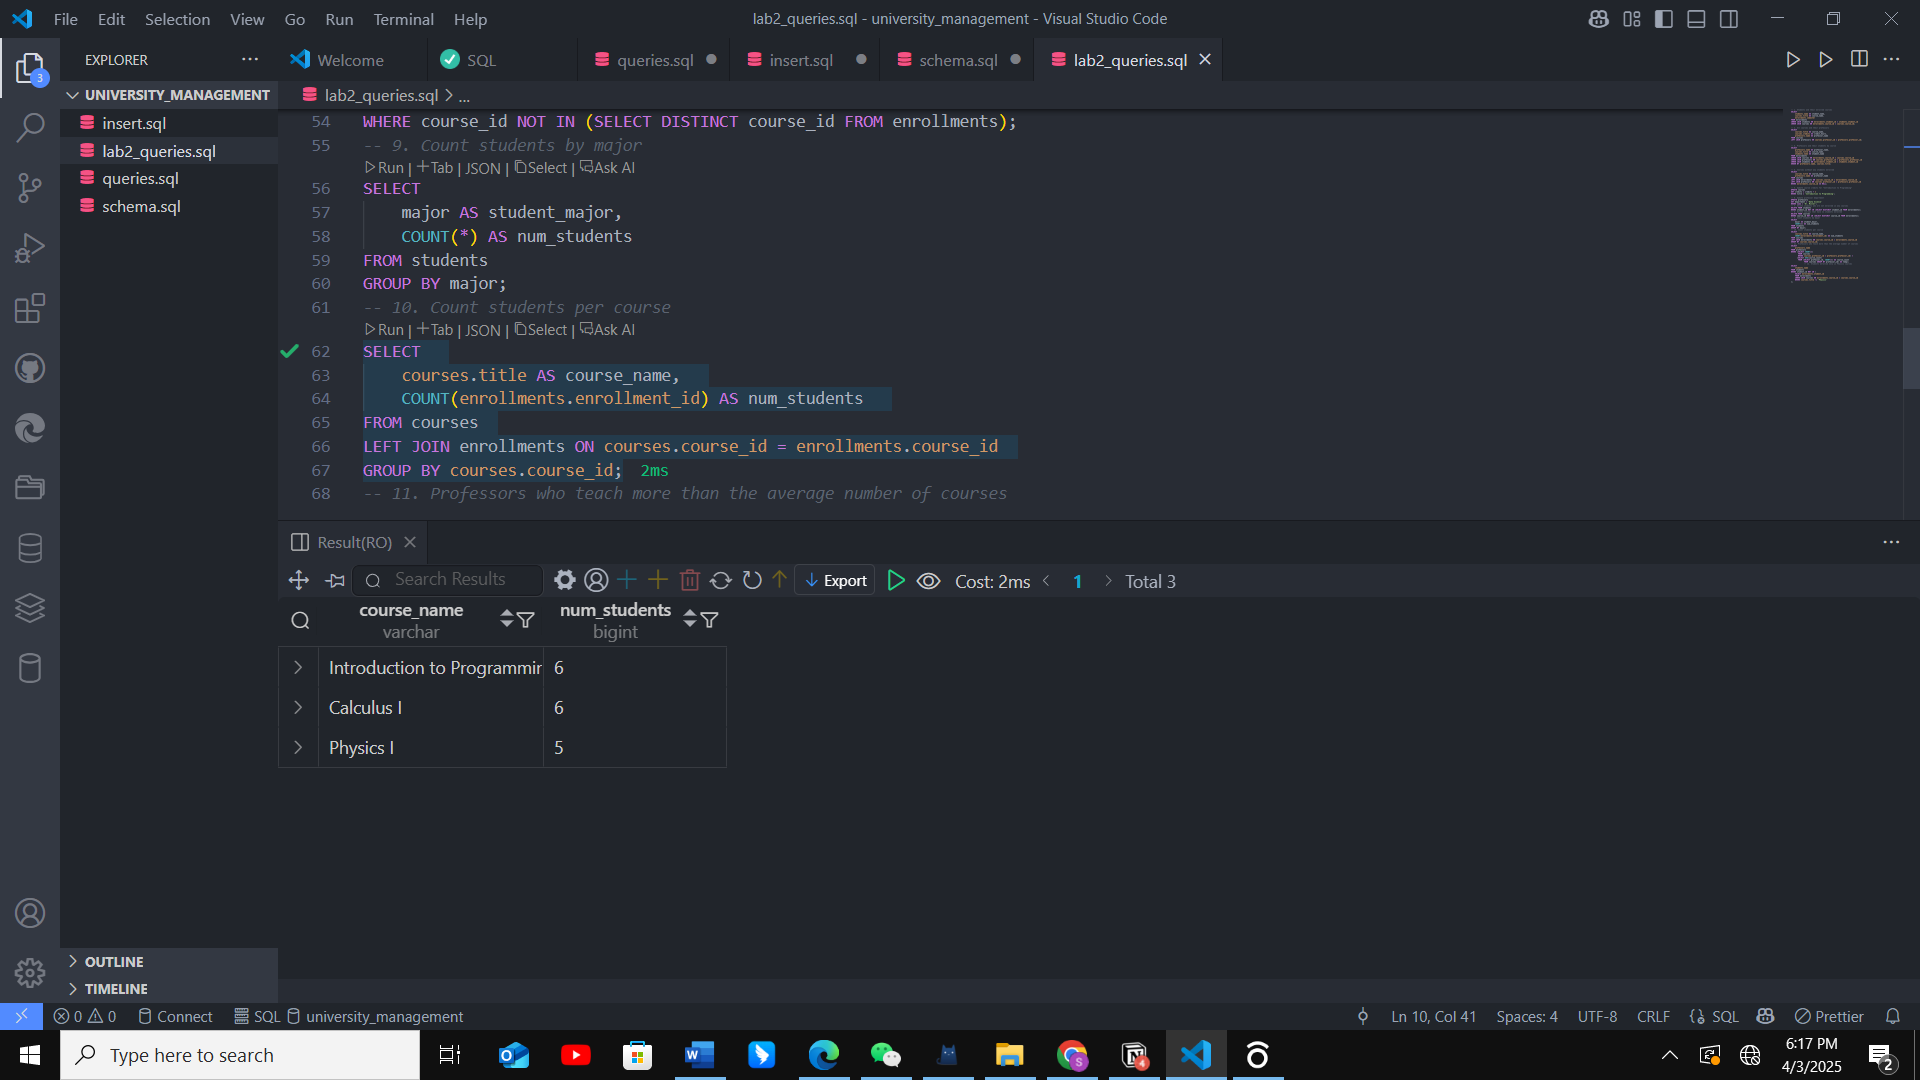 File Edit Selection View Go Run Terminal Help
lab2_queries.sql - university_management - Visual Studio Code
EXPLORER
Welcome
SQL
queries.sql
insert.sql
schema.sql
lab2_queries.sql
3
UNIVERSITY_MANAGEMENT
insert.sql
lab2_queries.sql
queries.sql
schema.sql
lab2_queries.sql > ...
54 WHERE course_id NOT IN (SELECT DISTINCT course_id FROM enrollments);
55 -- 9. Count students by major
Run | +Tab | JSON | Select | Ask AI
56 SELECT
57 major AS student_major,
58 COUNT(*) AS num_students
59 FROM students
60 GROUP BY major;
61 -- 10. Count students per course
Run | +Tab | JSON | Select | Ask AI
62 SELECT
63 courses.title AS course_name,
64 COUNT(enrollments.enrollment_id) AS num_students
65 FROM courses
66 LEFT JOIN enrollments ON courses.course_id = enrollments.course_id
67 GROUP BY courses.course_id; 2ms
68 -- 11. Professors who teach more than the average number of courses
Result(RO)
Search Results
Export
Cost: 2ms
1
Total 3
course_name num_students
varchar bigint
Introduction to Programmin 6
Calculus I 6
Physics I 5
OUTLINE
TIMELINE
0 0 Connect SQL university_management
Ln 10, Col 41 Spaces: 4 UTF-8 CRLF SQL Prettier
Type here to search
4
6:17 PM
4/3/2025
2